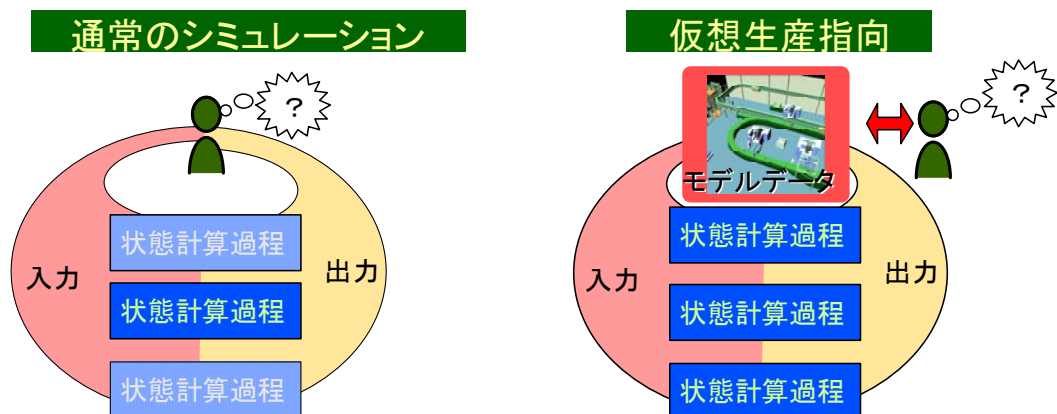 通常のシミュレーション
仮想生産指向
?
?
モデルデータ
状態計算過程
状態計算過程
入力
出力
入力
出力
状態計算過程
状態計算過程
状態計算過程
状態計算過程